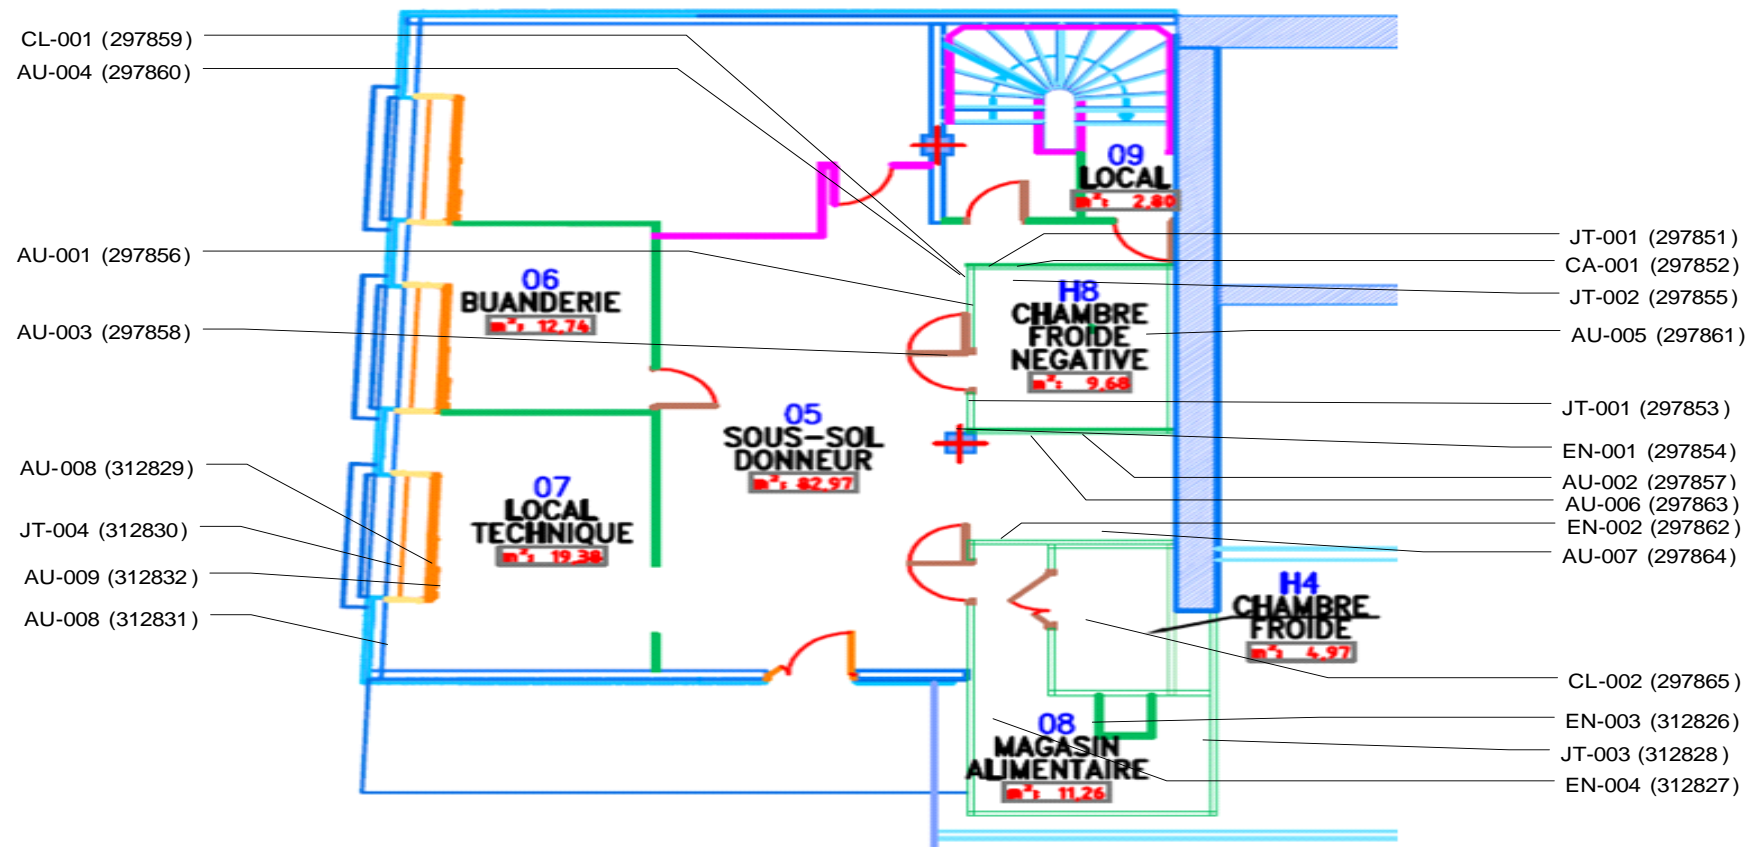 CL-001 (297859)
AU-004 (297860)
AU-001 (297856)
AU-003 (297858)
AU-008 (312829)
JT-004 (312830)
AU-009 (312832)
AU-008 (312831)
09
LOCAL
m²: 2,80
06
BUANDERIE
m²: 12,74
H8
CHAMBRE
FROIDE
NEGATIVE
m²: 9,68
05
SOUS-SOL
DONNEUR
m²: 82,97
07
LOCAL
TECHNIQUE
m²: 19,38
H4
CHAMBRE
FROIDE
m²: 4,97
08
MAGASIN
ALIMENTAIRE
m²: 11,26
JT-001 (297851)
CA-001 (297852)
JT-002 (297855)
AU-005 (297861)
JT-001 (297853)
EN-001 (297854)
AU-002 (297857)
AU-006 (297863)
EN-002 (297862)
AU-007 (297864)
CL-002 (297865)
EN-003 (312826)
JT-003 (312828)
EN-004 (312827)